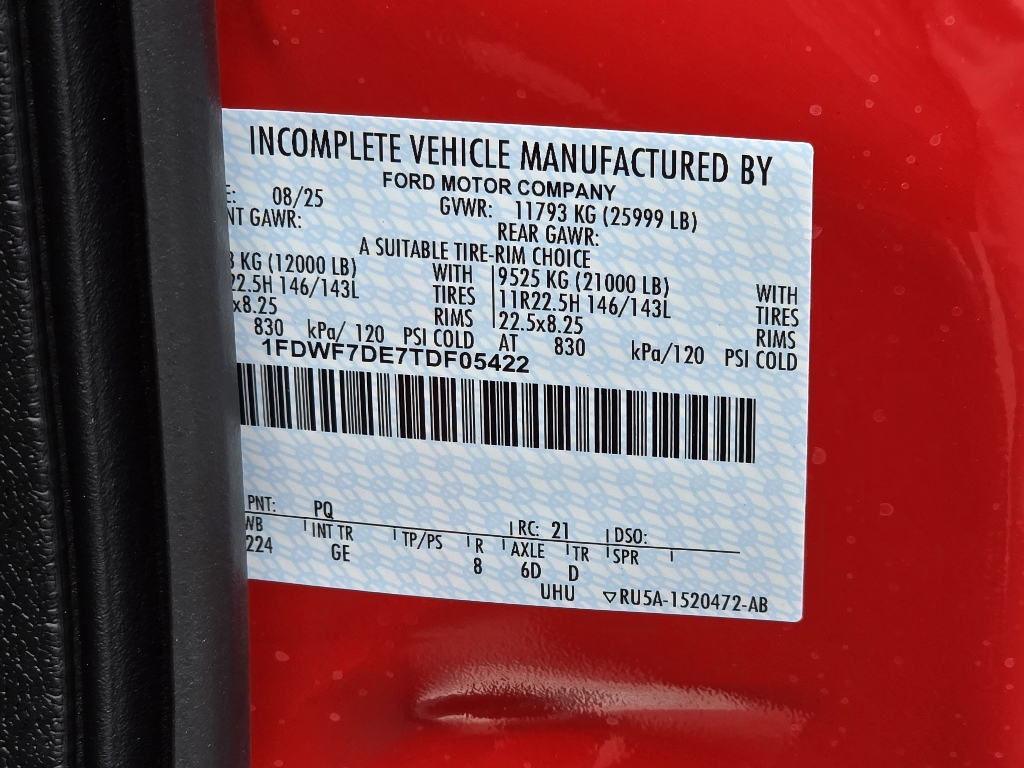 INCOMPLETE VEHICLE MANUFACTURED BY
FORD MOTOR COMPANY
E: 08/25 GVWR: 11793 KG (25999 LB)
NT GAWR: REAR GAWR:
A SUITABLE TIRE-RIM CHOICE
3 KG (12000 LB) WITH 9525 KG (21000 LB) WITH
22.5H 146/143L TIRES 11R22.5H 146/143L TIRES
x8.25 RIMS 22.5x8.25 RIMS
830 kPa/ 120 PSI COLD AT 830 kPa/120 PSI COLD
1FDWF7DE7TDF05422
PNT: PQ RC: 21 DSO:
WB INT TR TP/PS R AXLE TR SPR
224 GE 8 6D D
UHU ▽RU5A-1520472-AB